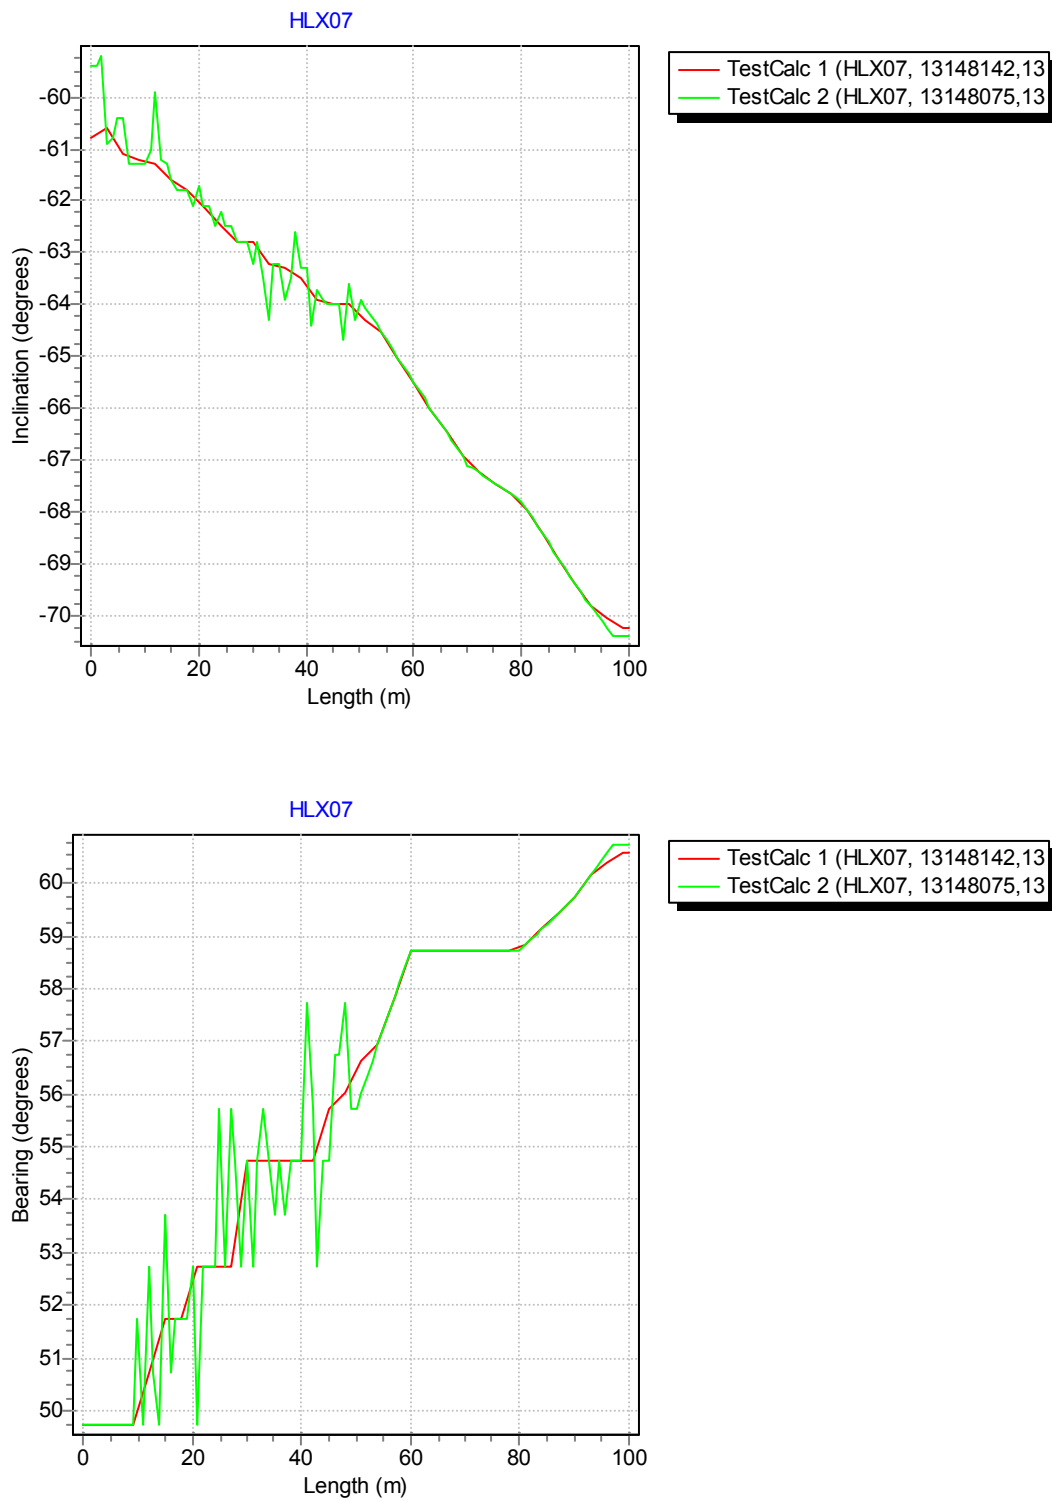 HLX07
TestCalc 1 (HLX07, 13148142,13
TestCalc 2 (HLX07, 13148075,13
-60
-61
-62
-63
-64
-65
-66
-67
-68
-69
-70
Inclination (degrees)
0 20 40 60 80 100
Length (m)
HLX07
TestCalc 1 (HLX07, 13148142,13
TestCalc 2 (HLX07, 13148075,13
60
59
58
57
56
55
54
53
52
51
50
Bearing (degrees)
0 20 40 60 80 100
Length (m)